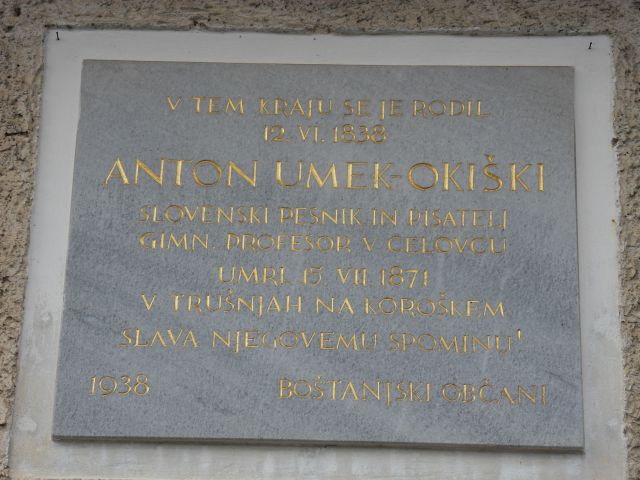 V TEM KRAJU SE JE RODIL
12. VI. 1838
ANTON UMEK-OKIŠKI
SLOVENSKI PESNIK IN PISATELJ
GIMN. PROFESOR V CELOVCU
UMRL 15. VII. 1871
V TRUŠNJAH NA KOROŠKEM
SLAVA NJEGOVEMU SPOMINU!
1938 BOŠTANJSKI OBČANI